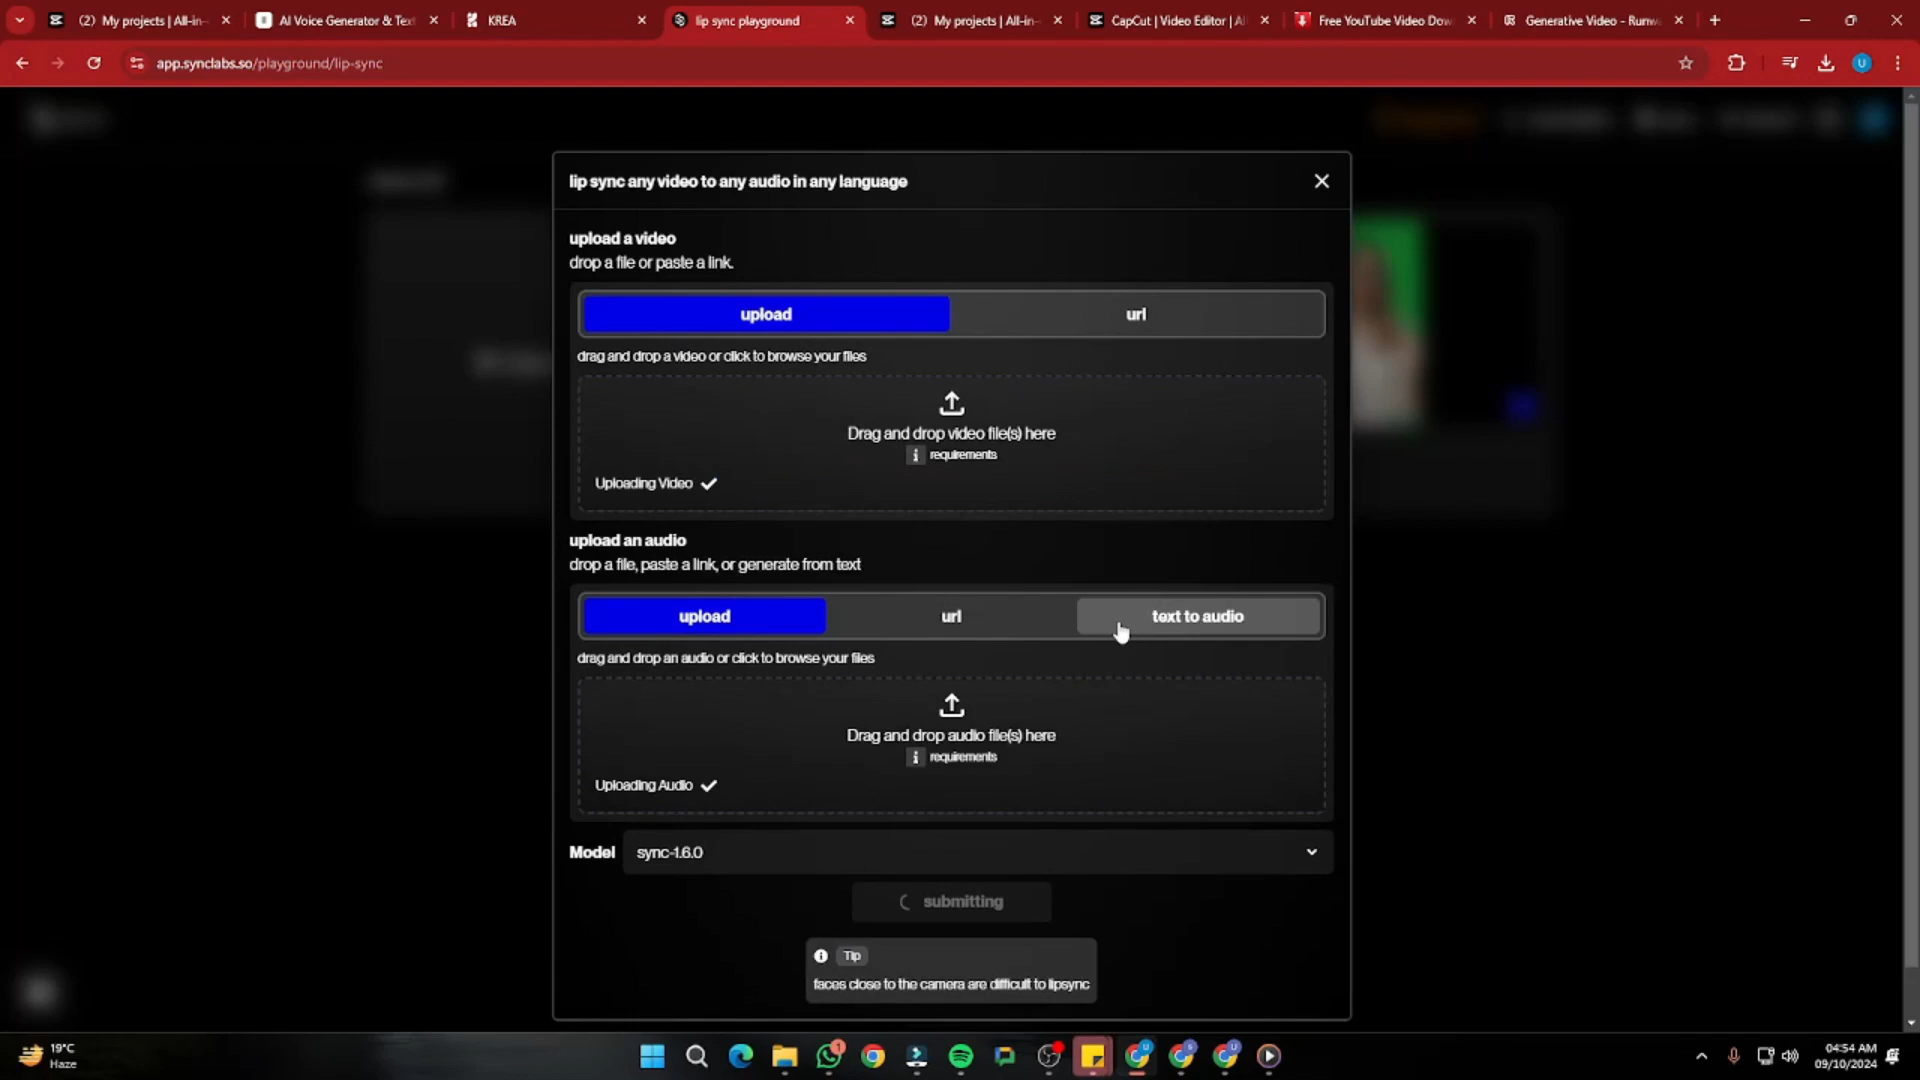 (2) My projects | All-in-
AI Voice Generator & Text
KREA
lip sync playground
(2) My projects | All-in-
CapCut | Video Editor | AI
Free YouTube Video Dow
Generative Video - Runw
app.synclabs.so/playground/lip-sync
U
lip sync any video to any audio in any language
upload a video
drop a file or paste a link.
upload
url
drag and drop a video or click to browse your files
Drag and drop video file(s) here
i requirements
Uploading Video
upload an audio
drop a file, paste a link, or generate from text
upload
url
text to audio
drag and drop an audio or click to browse your files
Drag and drop audio file(s) here
i requirements
Uploading Audio
Model
sync-1.6.0
submitting
Tip
faces close to the camera are difficult to lipsync
19°C
Haze
1
04:54 AM
09/10/2024